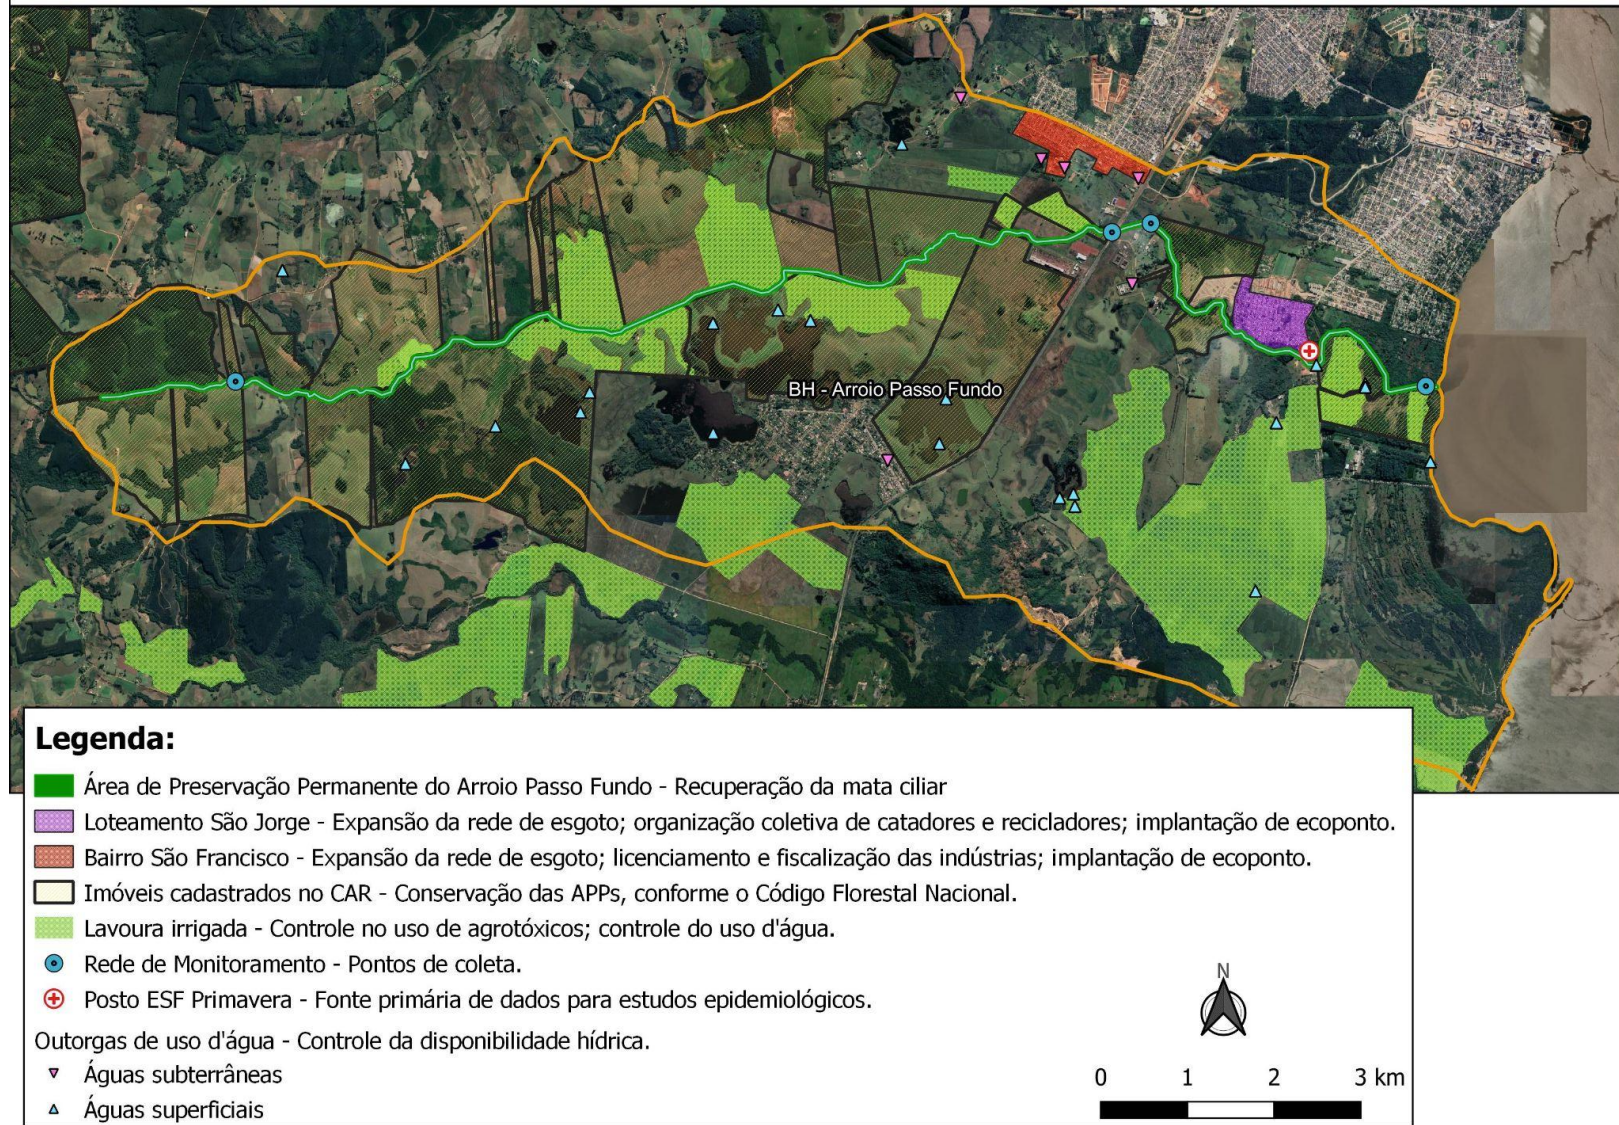 BH - Arroio Passo Fundo
Legenda:
Área de Preservação Permanente do Arroio Passo Fundo - Recuperação da mata ciliar
Loteamento São Jorge - Expansão da rede de esgoto; organização coletiva de catadores e recicladores; implantação de ecoponto.
Bairro São Francisco - Expansão da rede de esgoto; licenciamento e fiscalização das indústrias; implantação de ecoponto.
Imóveis cadastrados no CAR - Conservação das APPs, conforme o Código Florestal Nacional.
Lavoura irrigada - Controle no uso de agrotóxicos; controle do uso d'água.
Rede de Monitoramento - Pontos de coleta.
Posto ESF Primavera - Fonte primária de dados para estudos epidemiológicos.
Outorgas de uso d'água - Controle da disponibilidade hídrica.
Águas subterrâneas
Águas superficiais
N
0 1 2 3 km